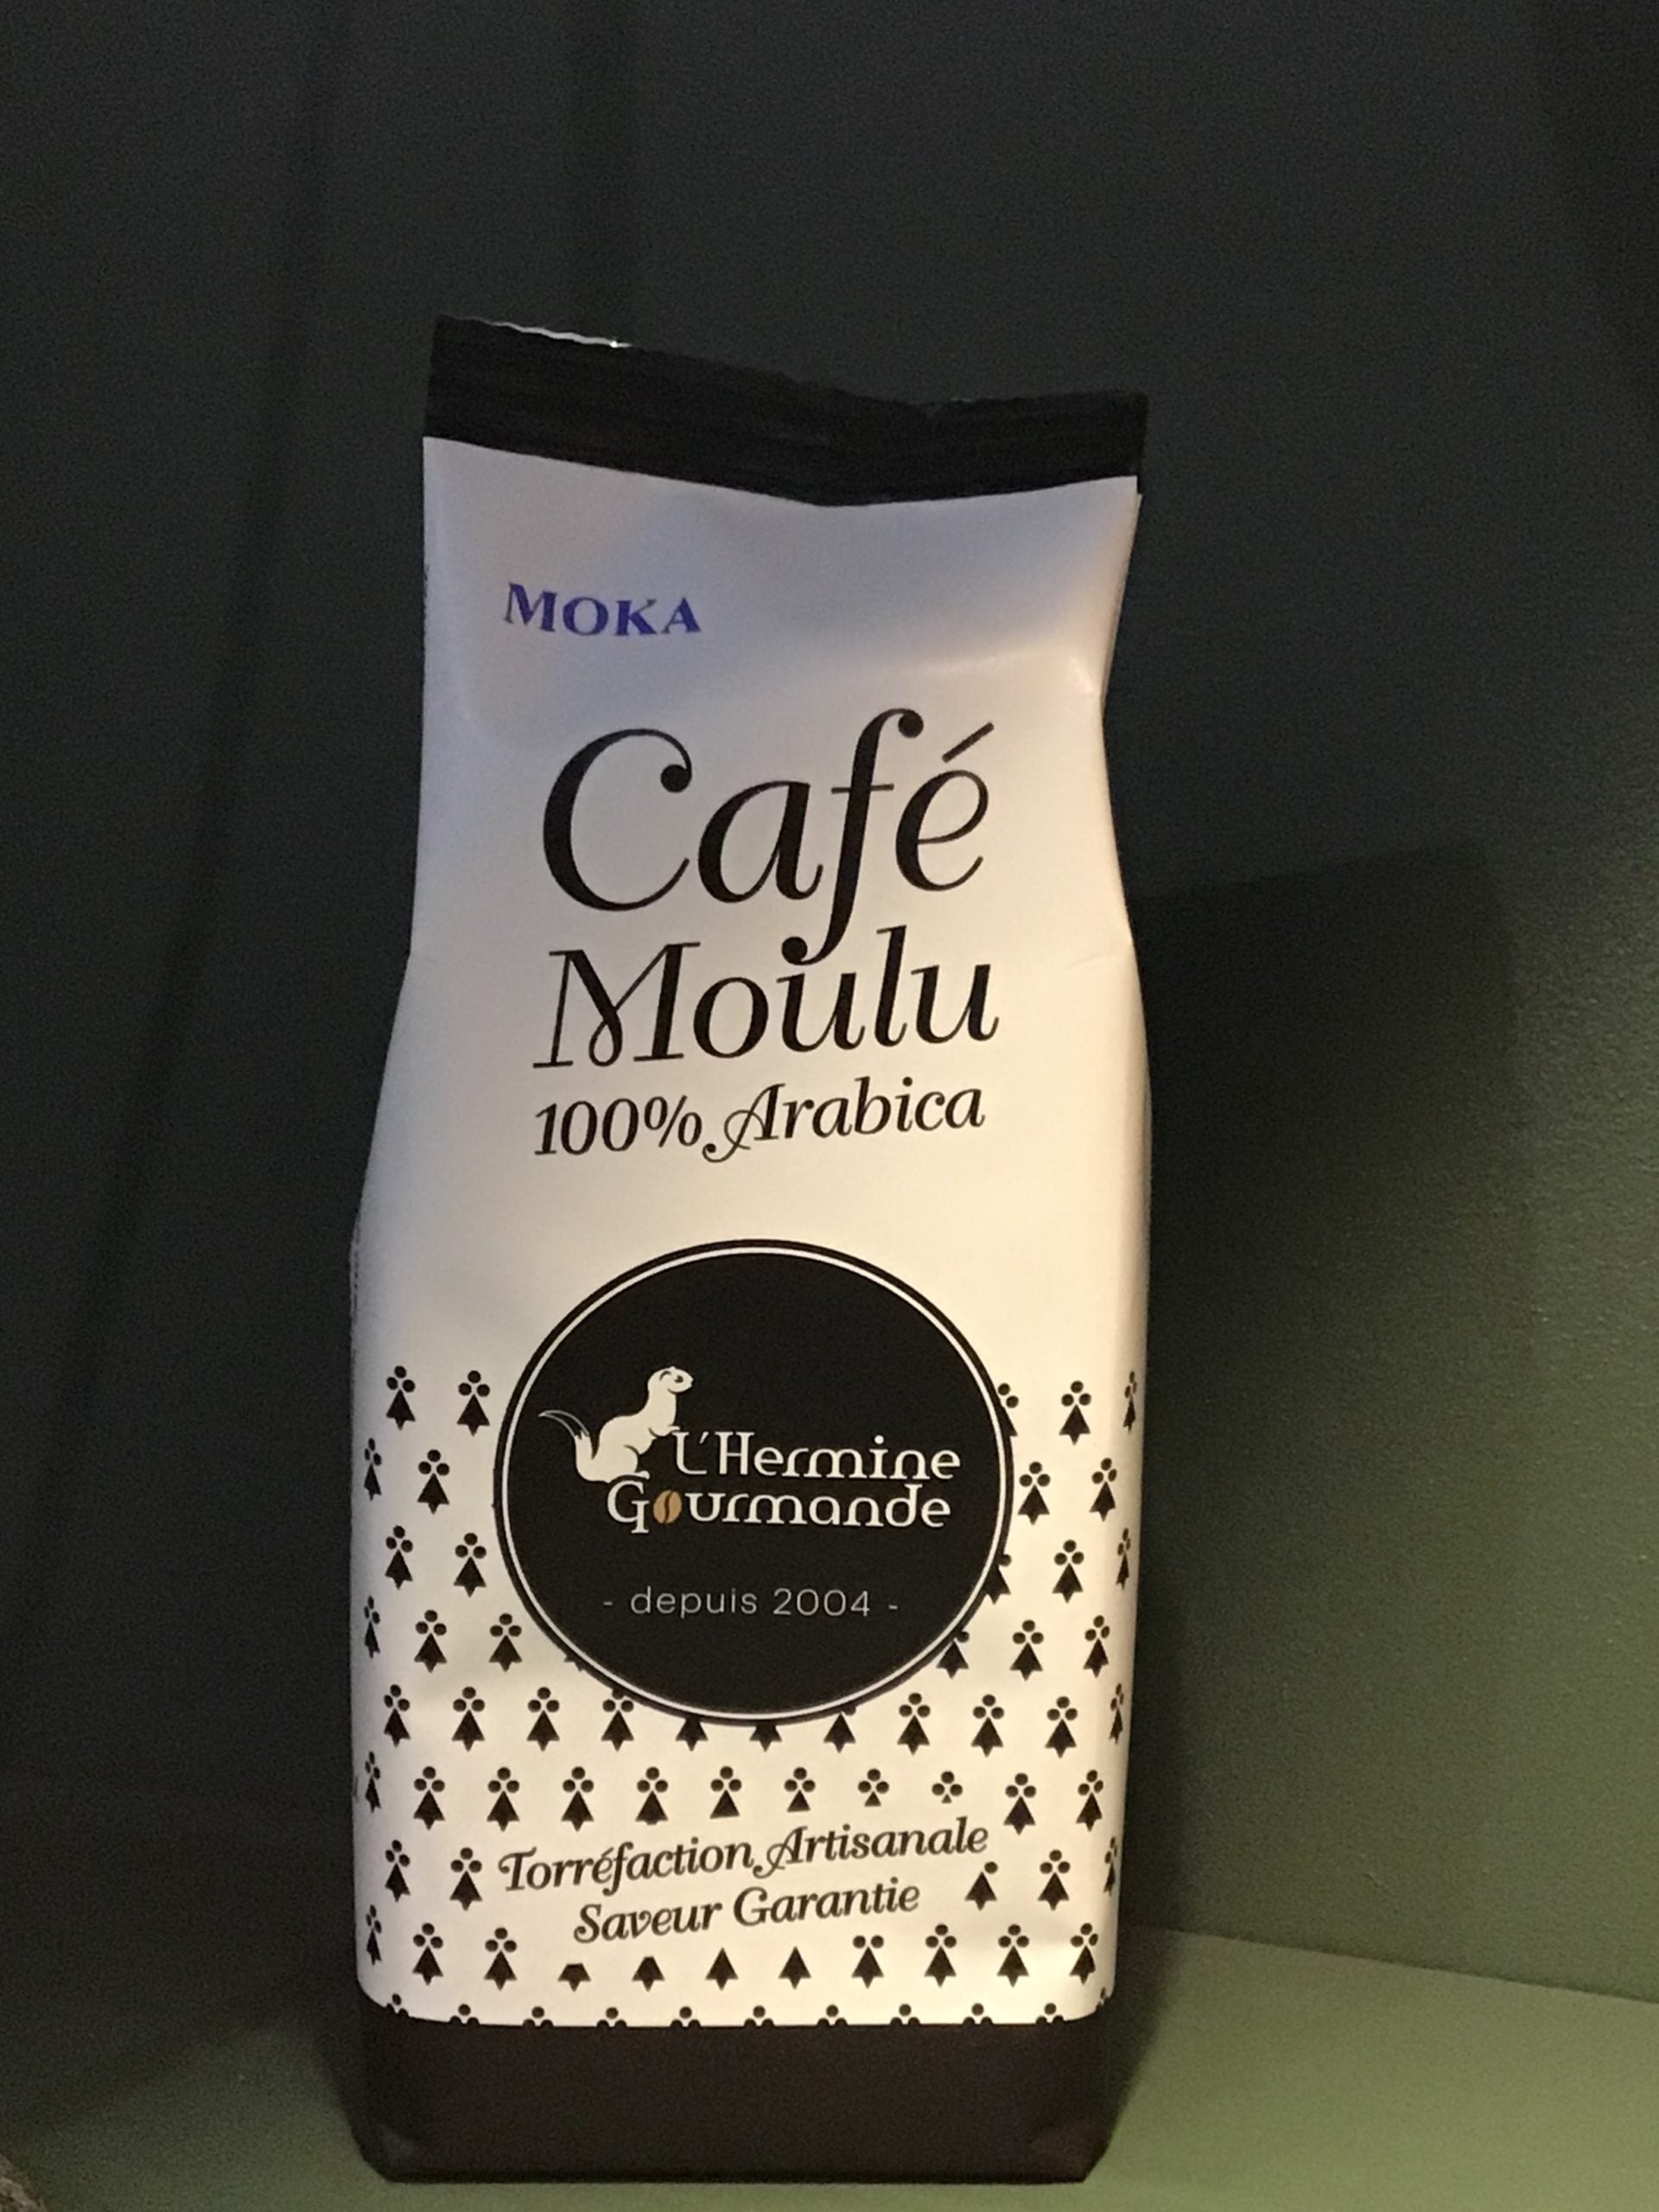 MOKA
Café
Moulu
100% Arabica
L'Hermine
Gourmande
- depuis 2004 -
Torréfaction Artisanale
Saveur Garantie